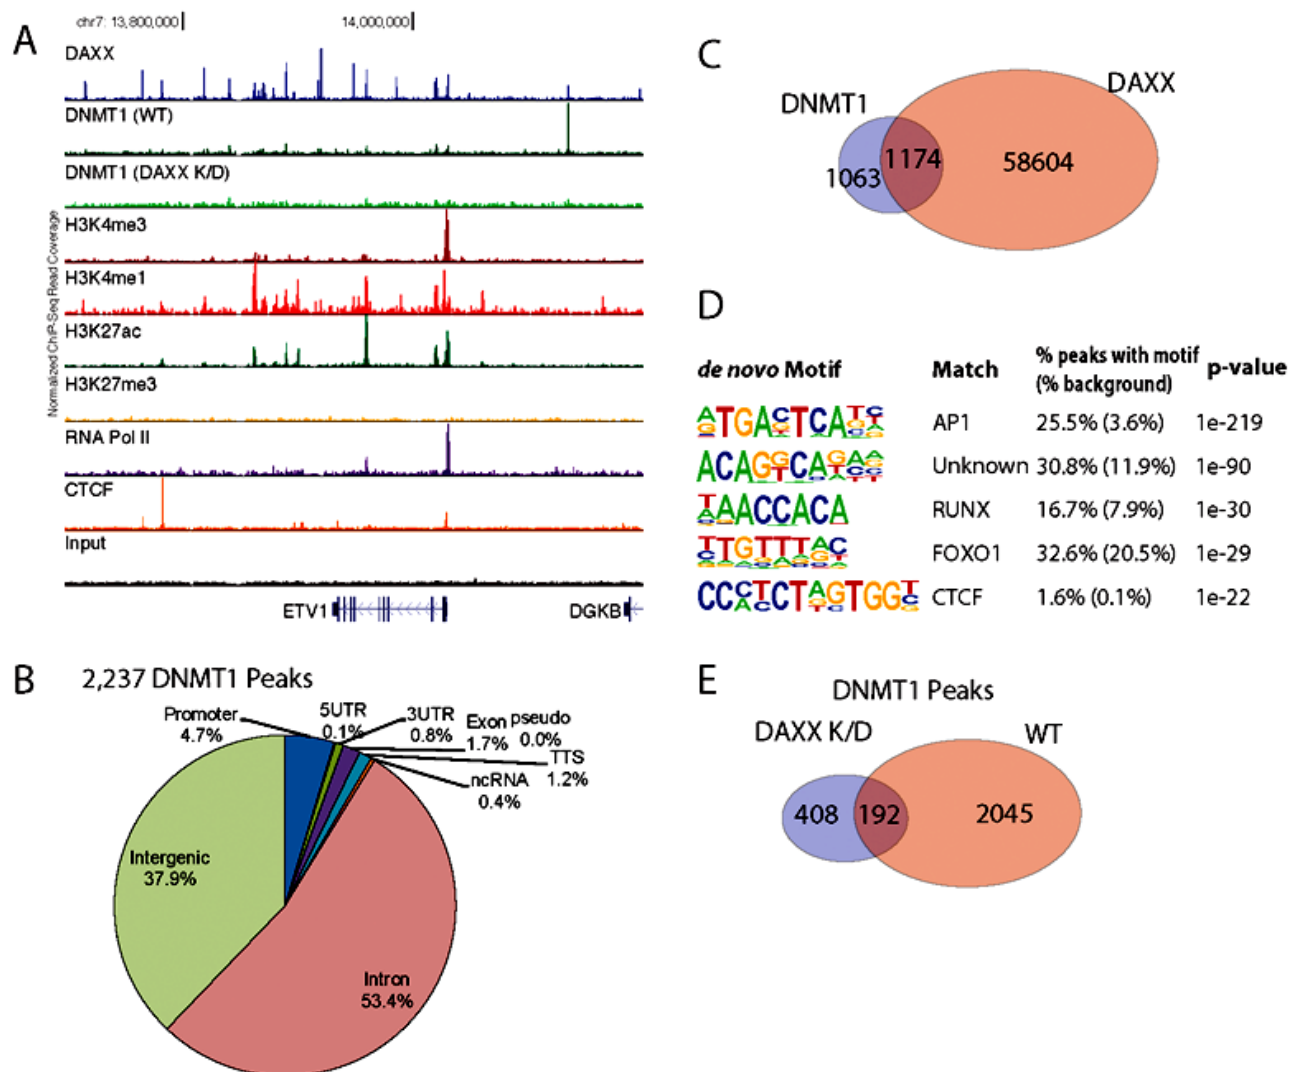 A
chr7: 13,800,000
14,000,000
DAXX
DNMT1 (WT)
DNMT1 (DAXX K/D)
H3K4me3
H3K4me1
H3K27ac
H3K27me3
RNA Pol II
CTCF
Input
Normalized ChIP-Seq Read Coverage
ETV1
DGKB
B
2,237 DNMT1 Peaks
Promoter
4.7%
5UTR
0.1%
3UTR
0.8%
Exon
1.7%
pseudo
0.0%
TTS
1.2%
ncRNA
0.4%
Intergenic
37.9%
Intron
53.4%
C
DNMT1
DAXX
1063
1174
58604
D
de novo Motif
Match
% peaks with motif
(% background)
p-value
AP1 25.5% (3.6%) 1e-219
Unknown 30.8% (11.9%) 1e-90
RUNX 16.7% (7.9%) 1e-30
FOXO1 32.6% (20.5%) 1e-29
CTCF 1.6% (0.1%) 1e-22
E
DNMT1 Peaks
DAXX K/D
WT
408
192
2045